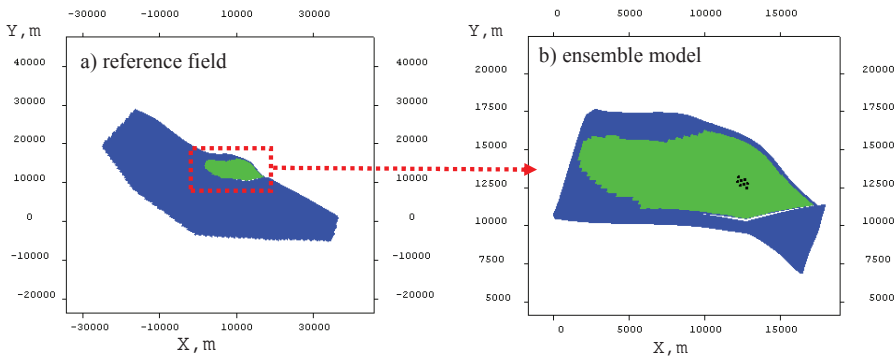 -30000 -10000 10000 30000
0 5000 10000 15000
Y,m
Y,m
a) reference field
b) ensemble model
40000 40000
30000 30000
20000 20000
10000 10000
0 0
-10000 -10000
-20000 -20000
20000 20000
17500 17500
15000 15000
12500 12500
10000 10000
7500 7500
5000 5000
-30000 -10000 10000 30000
X,m
0 5000 10000 15000
X,m